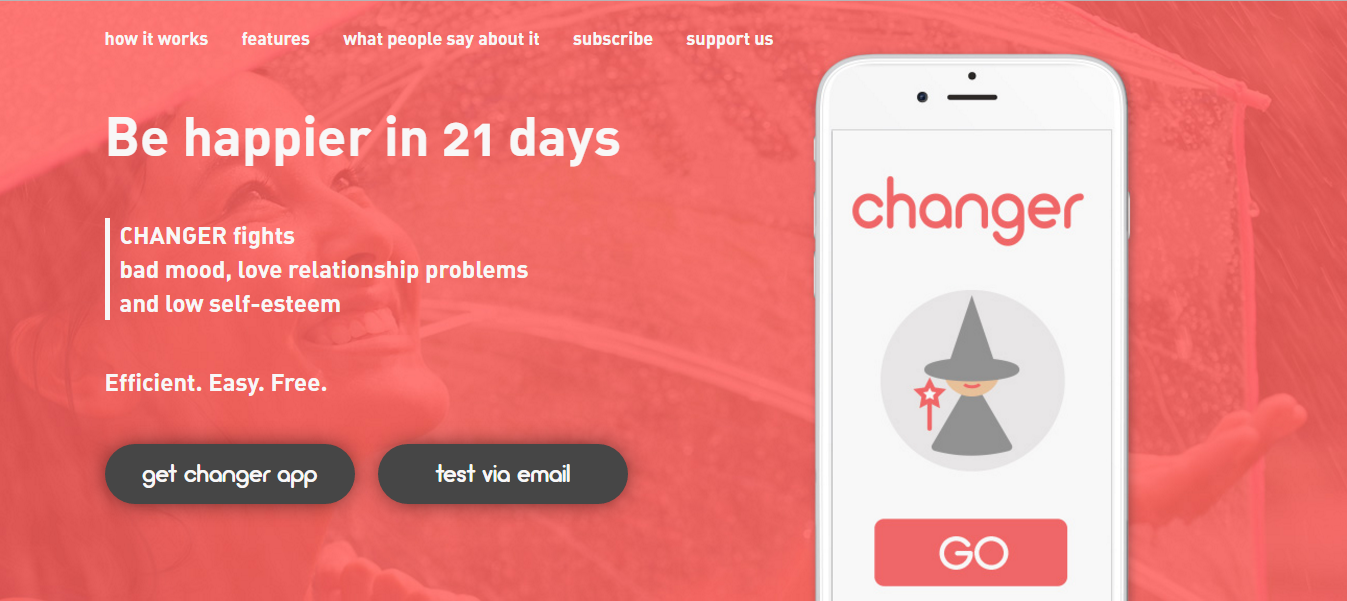 how it works features what people say about it subscribe support us
Be happier in 21 days
CHANGER fights
bad mood, love relationship problems
and low self-esteem
Efficient. Easy. Free.
get changer app test via email
changer
GO